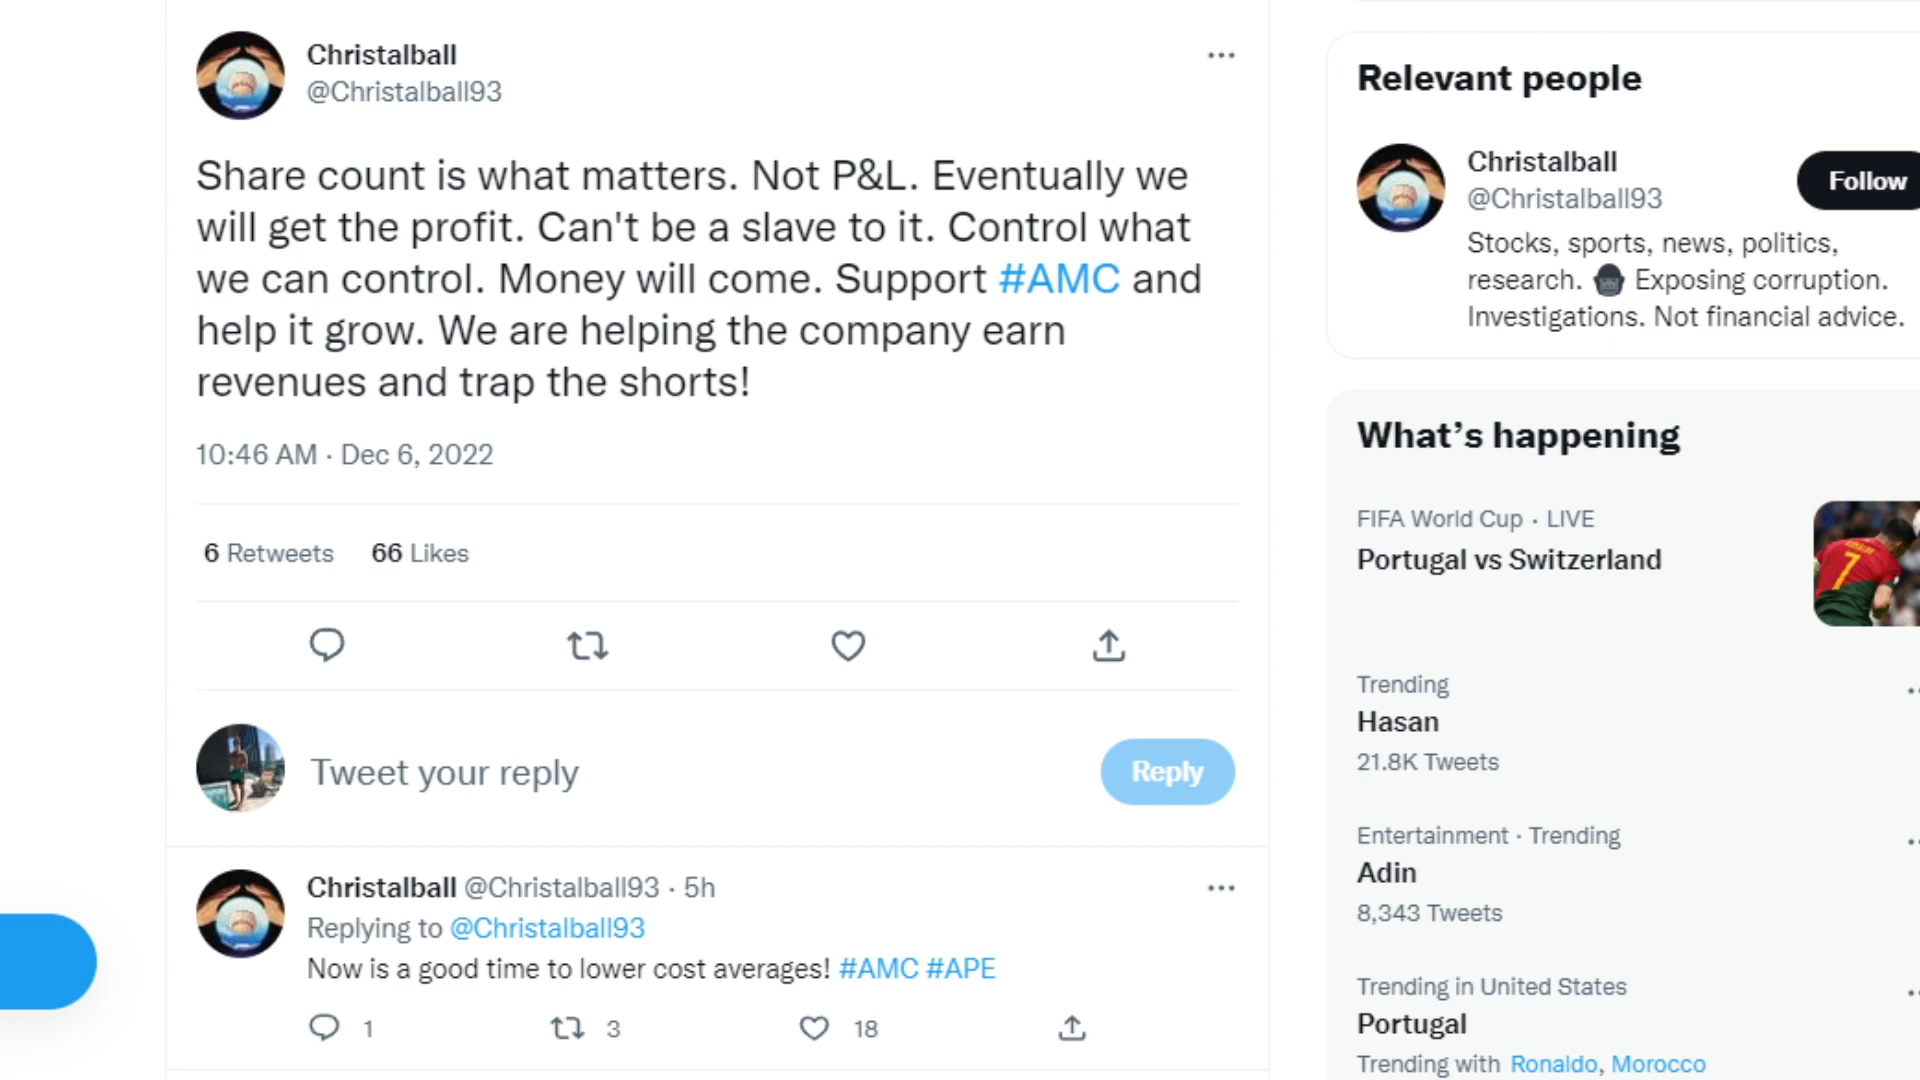 Christalball
@Christalball93
Share count is what matters. Not P&L. Eventually we
will get the profit. Can't be a slave to it. Control what
we can control. Money will come. Support #AMC and
help it grow. We are helping the company earn
revenues and trap the shorts!
10:46 AM · Dec 6, 2022
6 Retweets 66 Likes
Tweet your reply
Reply
Christalball @Christalball93 · 5h
Replying to @Christalball93
Now is a good time to lower cost averages! #AMC #APE
1 3 18
Relevant people
Christalball
@Christalball93
Follow
Stocks, sports, news, politics,
research. Exposing corruption.
Investigations. Not financial advice.
What's happening
FIFA World Cup · LIVE
Portugal vs Switzerland
RONALDO
7
Trending
Hasan
21.8K Tweets
Entertainment · Trending
Adin
8,343 Tweets
Trending in United States
Portugal
Trending with Ronaldo, Morocco